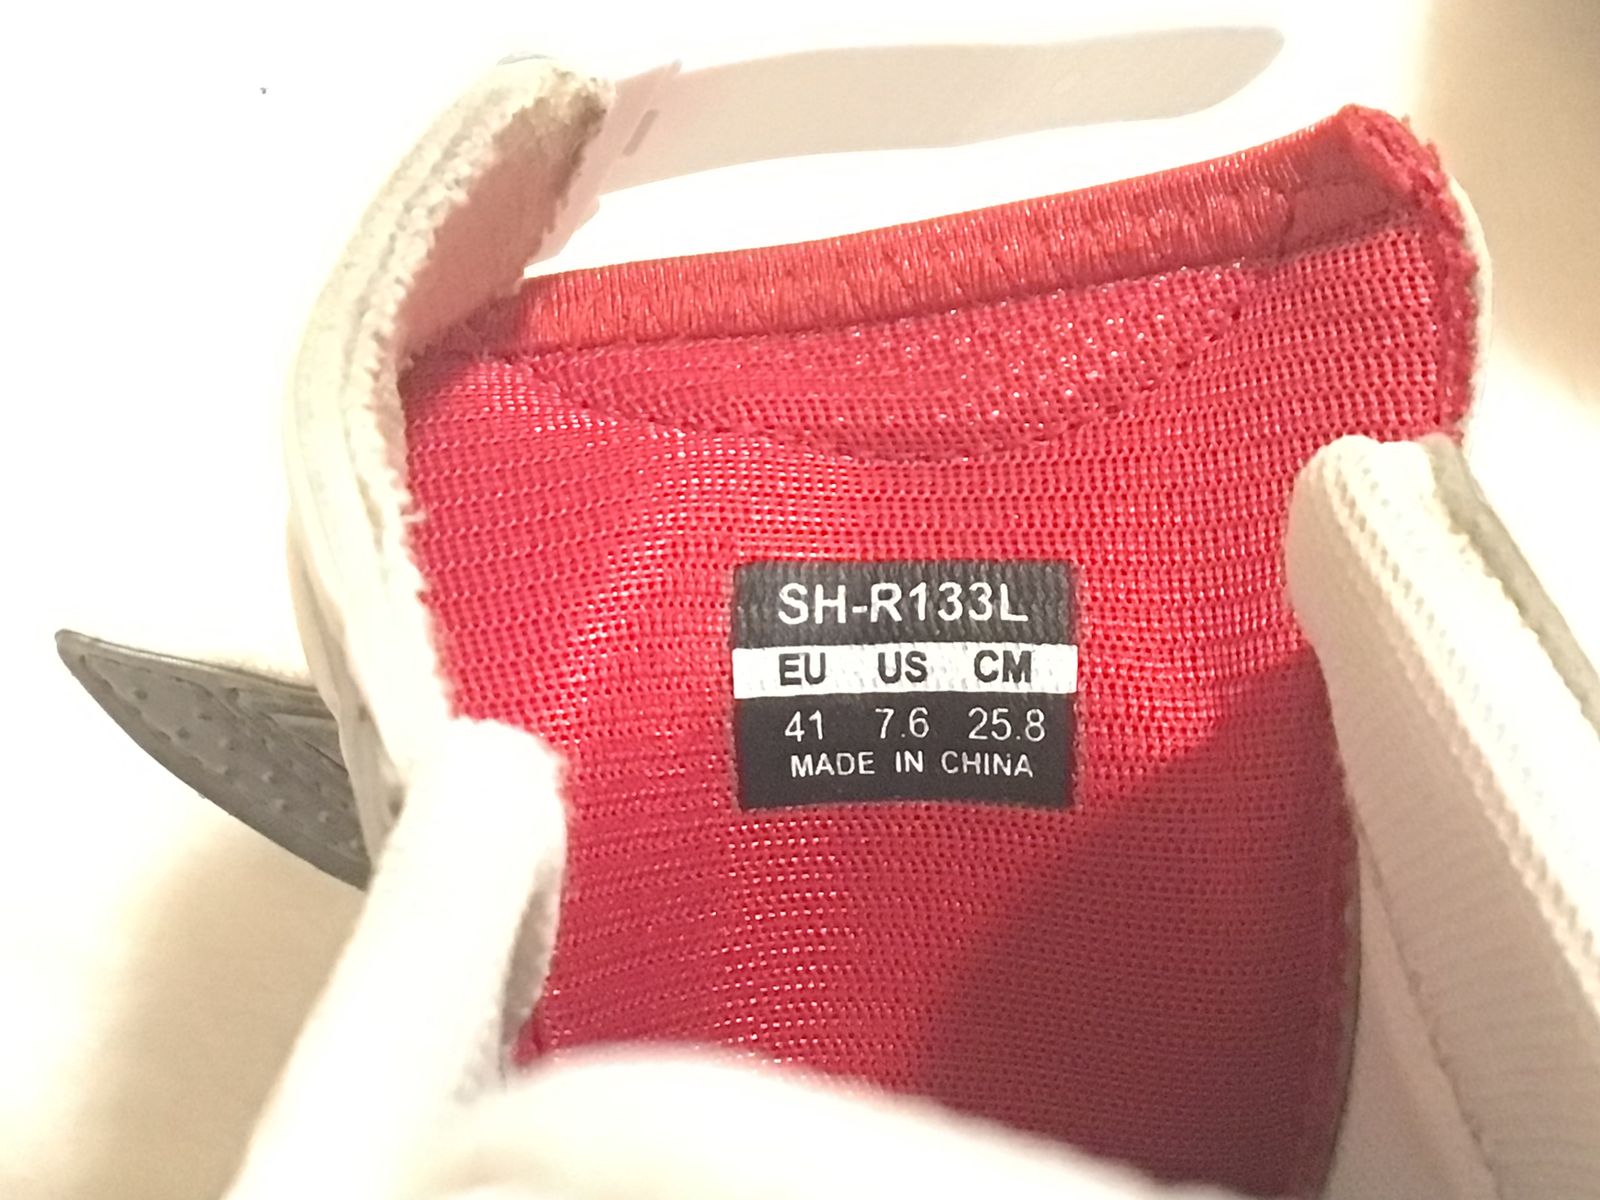 SH-R133L
EU US CM
41 7.6 25.8
MADE IN CHINA